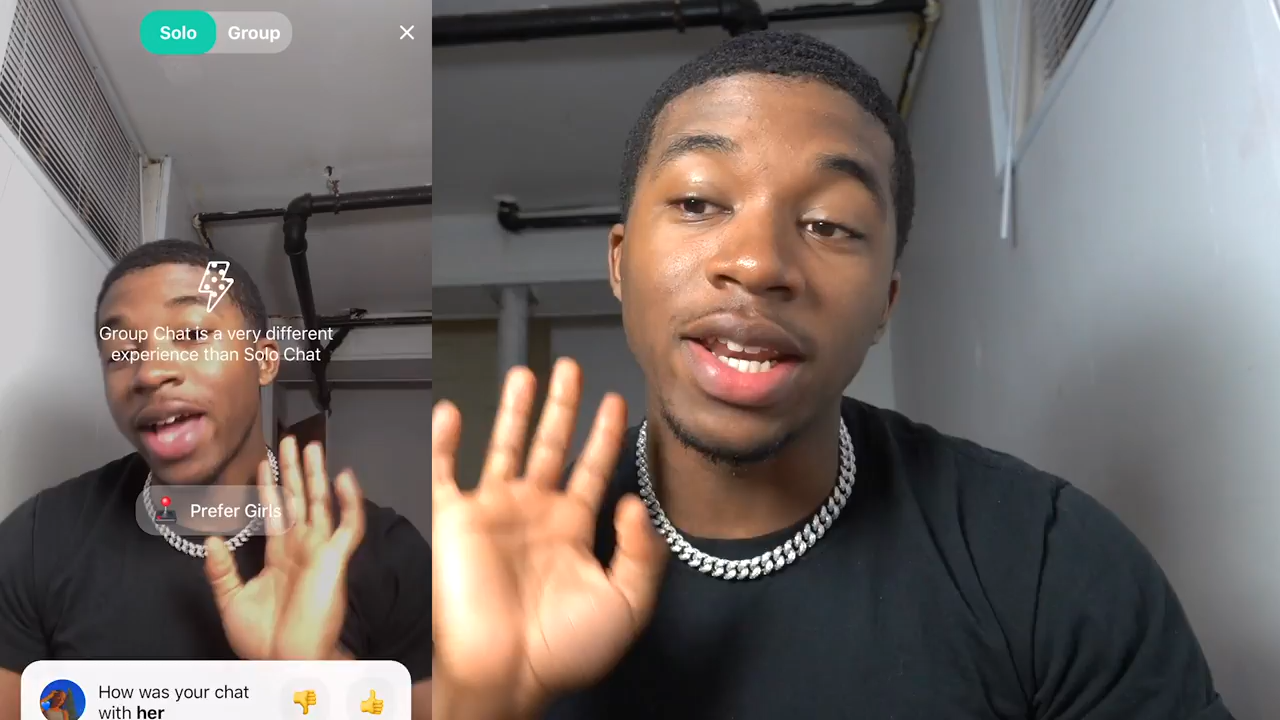 Solo
Group
Group Chat is a very different
experience than Solo Chat
Prefer Girls
How was your chat
with her